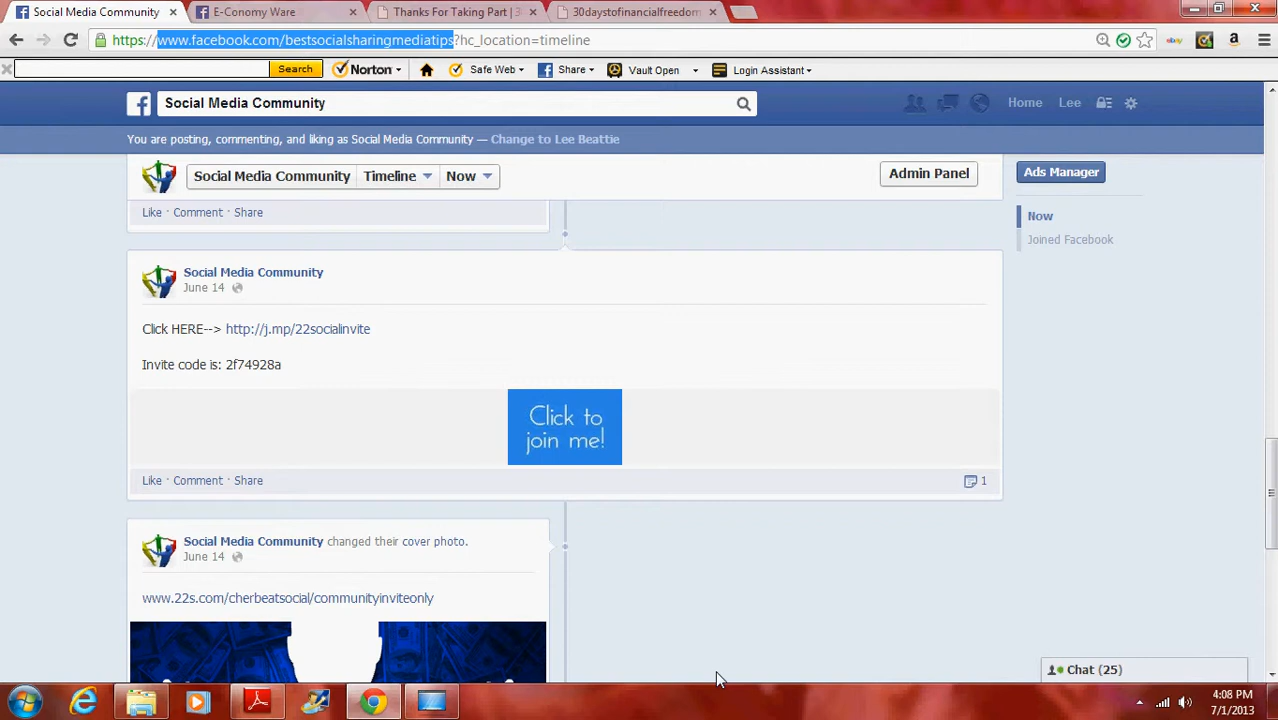 Social Media Community
E-Conomy Ware
Thanks For Taking Part | 3
30daystofinancialfreedom
https://www.facebook.com/bestsocialsharingmediatips?hc_location=timeline
Search
Norton
Safe Web
Share
Vault Open
Login Assistant
Social Media Community
Home
Lee
You are posting, commenting, and liking as Social Media Community — Change to Lee Beattie
Social Media Community
Timeline
Now
Admin Panel
Ads Manager
Now
Joined Facebook
Like · Comment · Share
Social Media Community
June 14
Click HERE--> http://j.mp/22socialinvite
Invite code is: 2f74928a
Click to
join me!
Like · Comment · Share
1
Social Media Community changed their cover photo.
June 14
www.22s.com/cherbeatsocial/communityinviteonly
Chat (25)
4:08 PM
7/1/2013